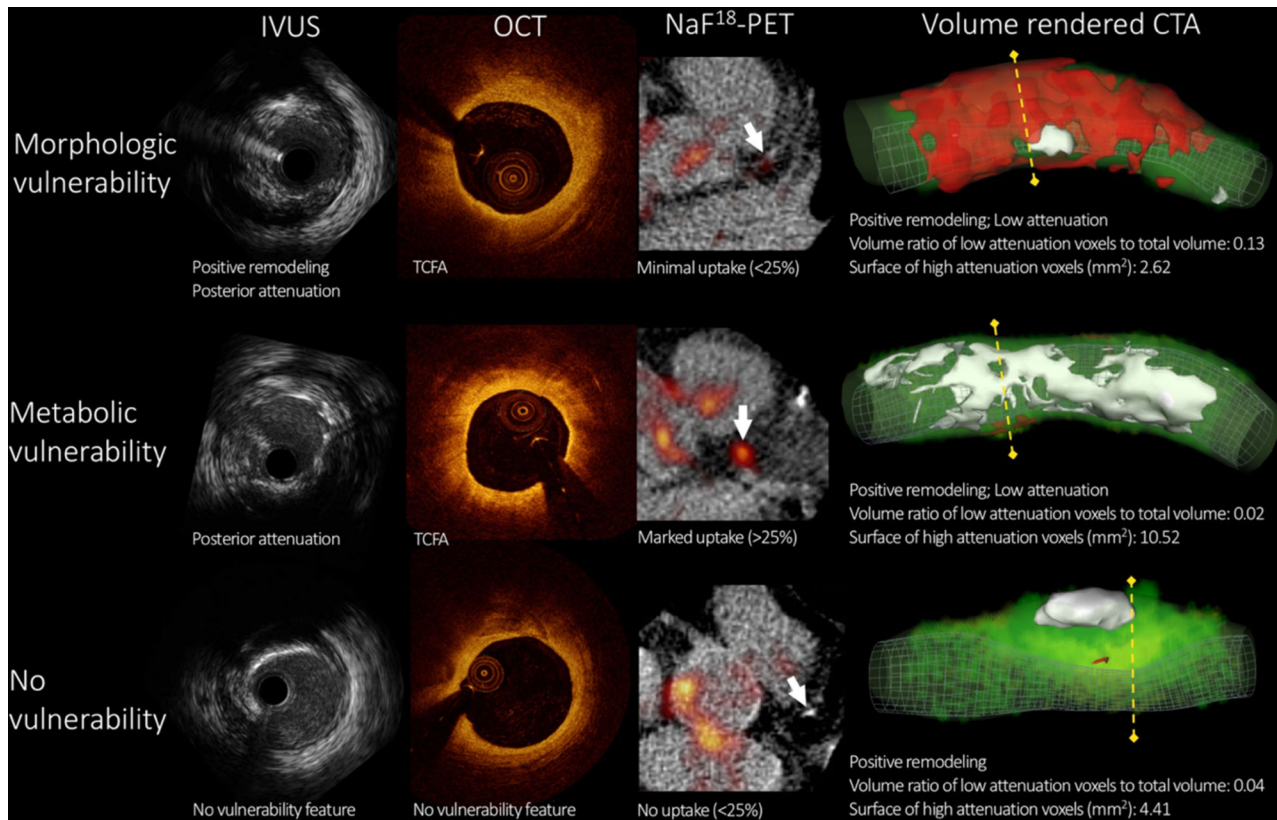 IVUS
OCT
NaF¹⁸-PET
Volume rendered CTA
Morphologic
vulnerability
Positive remodeling
Posterior attenuation
TCFA
Minimal uptake (<25%)
Positive remodeling; Low attenuation
Volume ratio of low attenuation voxels to total volume: 0.13
Surface of high attenuation voxels (mm²): 2.62
Metabolic
vulnerability
Posterior attenuation
TCFA
Marked uptake (>25%)
Positive remodeling; Low attenuation
Volume ratio of low attenuation voxels to total volume: 0.02
Surface of high attenuation voxels (mm²): 10.52
No
vulnerability
No vulnerability feature
No vulnerability feature
No uptake (<25%)
Positive remodeling
Volume ratio of low attenuation voxels to total volume: 0.04
Surface of high attenuation voxels (mm²): 4.41